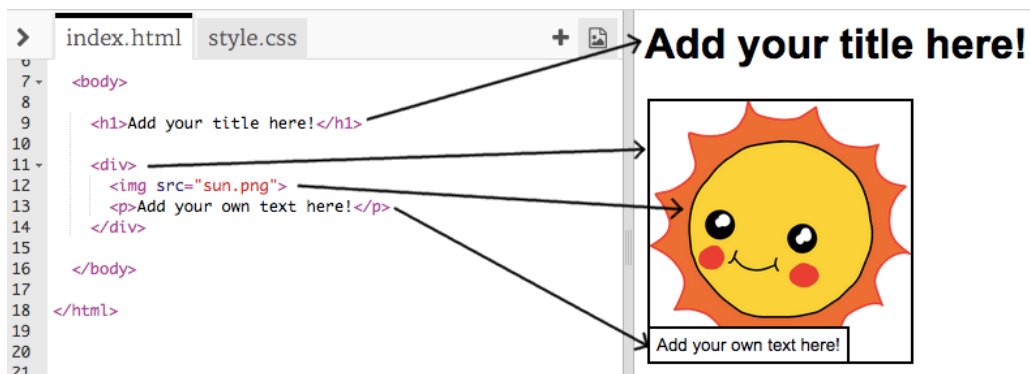 index.html style.css
Add your title here!
6
7 <body>
8
9 <h1>Add your title here!</h1>
10
11 <div>
12 <img src="sun.png">
13 <p>Add your own text here!</p>
14 </div>
15
16 </body>
17
18 </html>
19
20
21
Add your own text here!